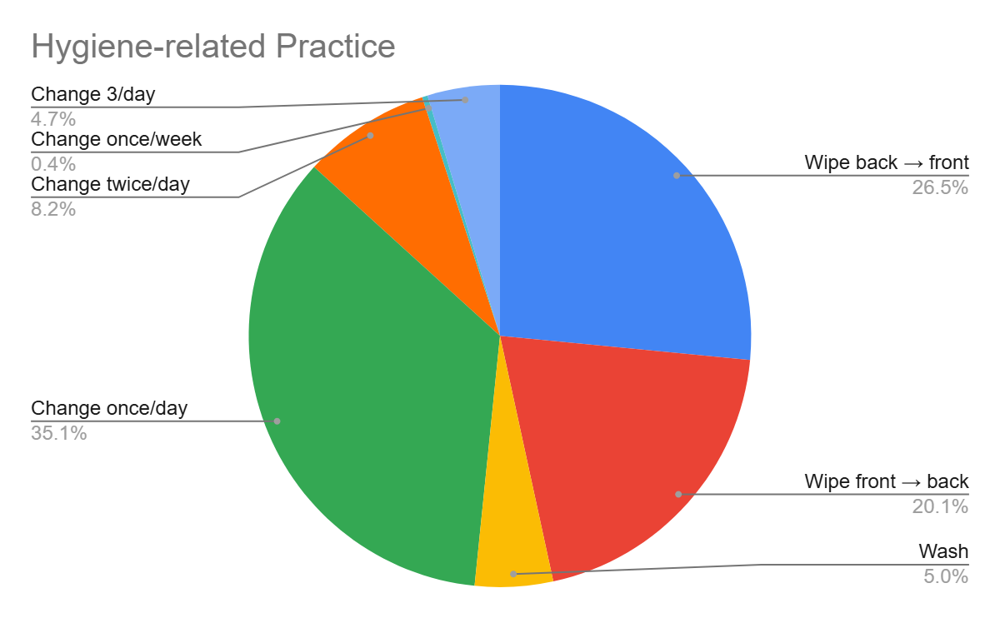 Hygiene-related Practice
Change 3/day
4.7%
Change once/week
0.4%
Change twice/day
8.2%
Change once/day
35.1%
Wipe back → front
26.5%
Wipe front → back
20.1%
Wash
5.0%